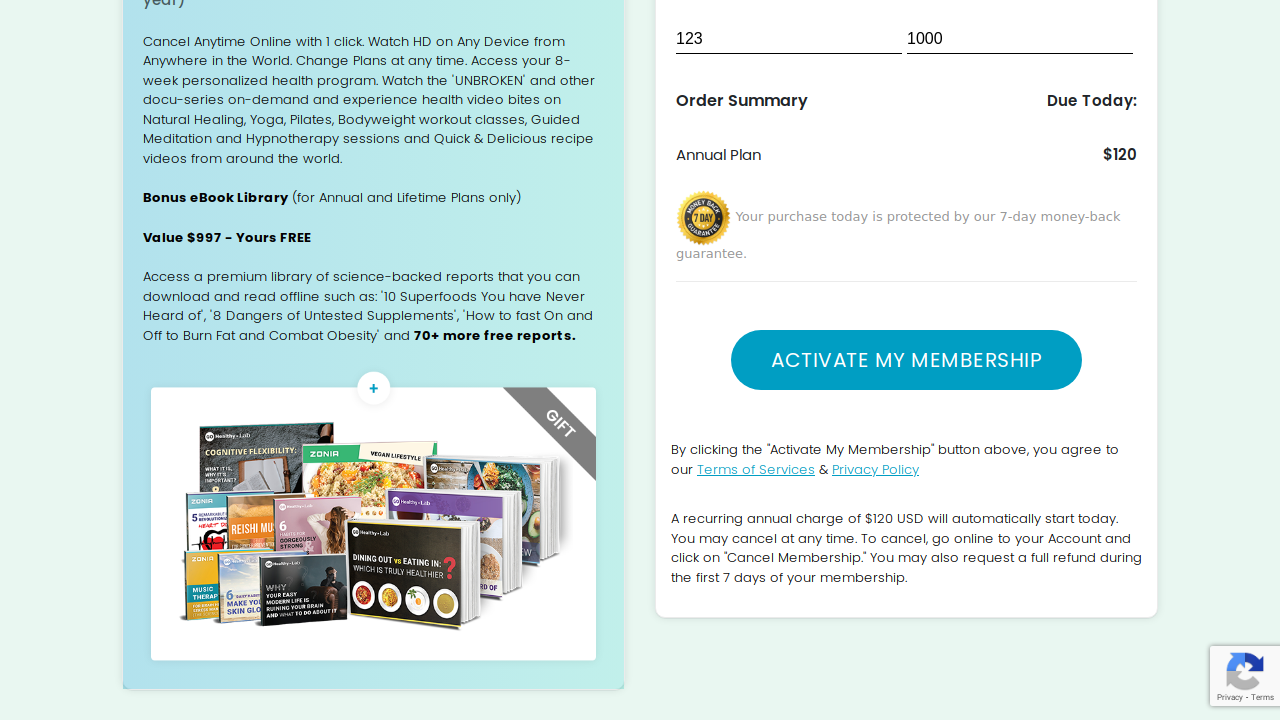 year)
Cancel Anytime Online with 1 click. Watch HD on Any Device from
Anywhere in the World. Change Plans at any time. Access your 8-
week personalized health program. Watch the 'UNBROKEN' and other
docu-series on-demand and experience health video bites on
Natural Healing, Yoga, Pilates, Bodyweight workout classes, Guided
Meditation and Hypnotherapy sessions and Quick & Delicious recipe
videos from around the world.
Bonus eBook Library (for Annual and Lifetime Plans only)
Value $997 - Yours FREE
Access a premium library of science-backed reports that you can
download and read offline such as: '10 Superfoods You have Never
Heard of', '8 Dangers of Untested Supplements', 'How to fast On and
Off to Burn Fat and Combat Obesity' and 70+ more free reports.
+
GIFT
Healthy·Lab
COGNITIVE FLEXIBILITY:
WHAT IT IS,
WHY IT'S
IMPORTANT?
ZONIA
VEGAN LIFESTYLE
Healthy·Lab
ZONIA
5
REISHI MU
6
GORGEOUSLY
STRONG
Healthy·Lab
MUSIC
THERAP
6
MAKE YOU
SKIN GLO
Healthy·Lab
WHY
YOUR EASY
MODERN LIFE IS
RUINING YOUR BRAIN
AND WHAT TO DO ABOUT IT
Healthy·Lab
DINING OUT vs EATING IN:
WHICH IS TRULY HEALTHIER ?
123
1000
Order Summary
Due Today:
Annual Plan
$120
MONEY BACK
7 DAY
GUARANTEE
Your purchase today is protected by our 7-day money-back
guarantee.
ACTIVATE MY MEMBERSHIP
By clicking the "Activate My Membership" button above, you agree to
our Terms of Services & Privacy Policy
A recurring annual charge of $120 USD will automatically start today.
You may cancel at any time. To cancel, go online to your Account and
click on "Cancel Membership." You may also request a full refund during
the first 7 days of your membership.
Privacy - Terms